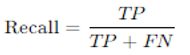 Recall = TP / TP + FN